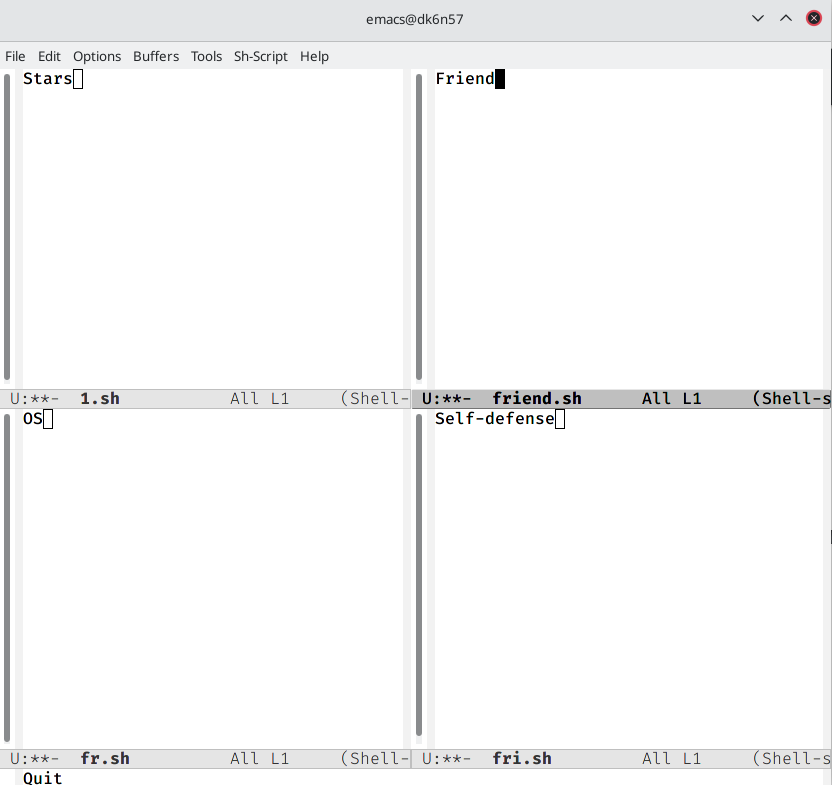 emacs@dk6n57
File Edit Options Buffers Tools Sh-Script Help
Stars
Friend
U:**- 1.sh All L1 (Shell-
U:**- friend.sh All L1 (Shell-s
OS
Self-defense
U:**- fr.sh All L1 (Shell-
U:**- fri.sh All L1 (Shell-s
Quit